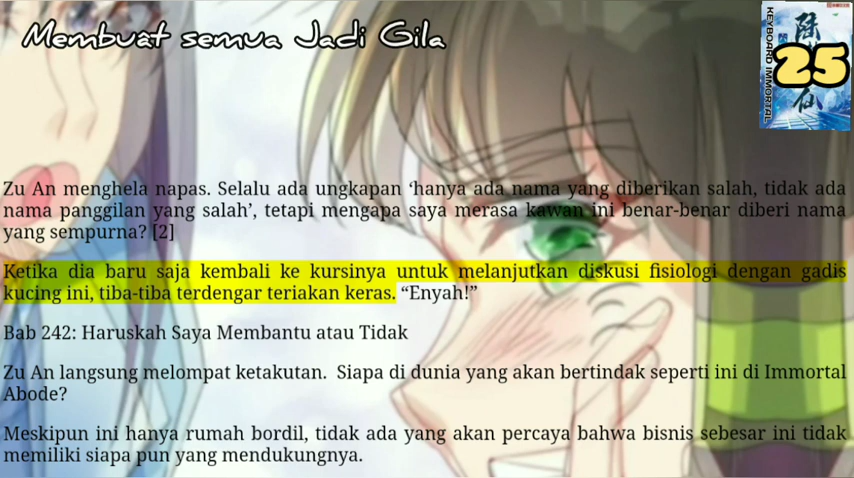 Membuat semua Jadi Gila
KEYBOARD IMMORTAL
25
Zu An menghela napas. Selalu ada ungkapan ‘hanya ada nama yang diberikan salah, tidak ada
nama panggilan yang salah’, tetapi mengapa saya merasa kawan ini benar-benar diberi nama
yang sempurna? [2]
Ketika dia baru saja kembali ke kursinya untuk melanjutkan diskusi fisiologi dengan gadis
kucing ini, tiba-tiba terdengar teriakan keras. “Enyah!”
Bab 242: Haruskah Saya Membantu atau Tidak
Zu An langsung melompat ketakutan.  Siapa di dunia yang akan bertindak seperti ini di Immortal
Abode?
Meskipun ini hanya rumah bordil, tidak ada yang akan percaya bahwa bisnis sebesar ini tidak
memiliki siapa pun yang mendukungnya.